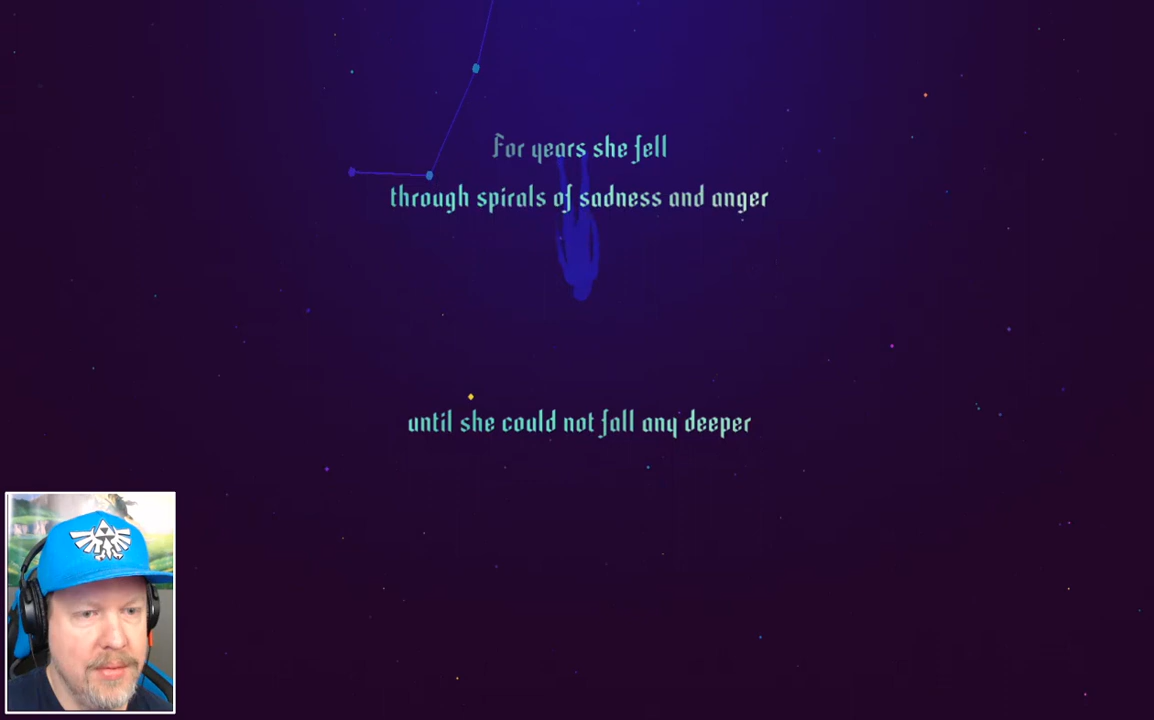 For years she fell
through spirals of sadness and anger
until she could not fall any deeper